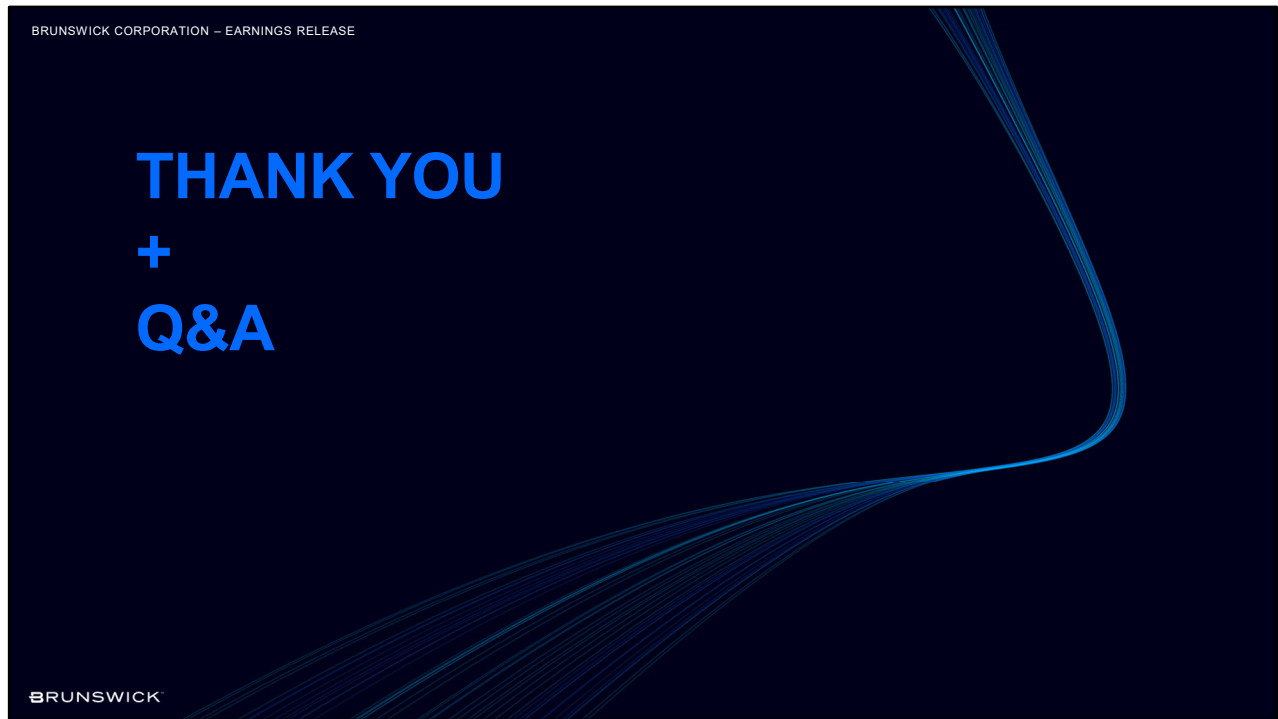 BRUNSWICK CORPORATION – EARNINGS RELEASE
THANK YOU
+
Q&A
BRUNSWICK